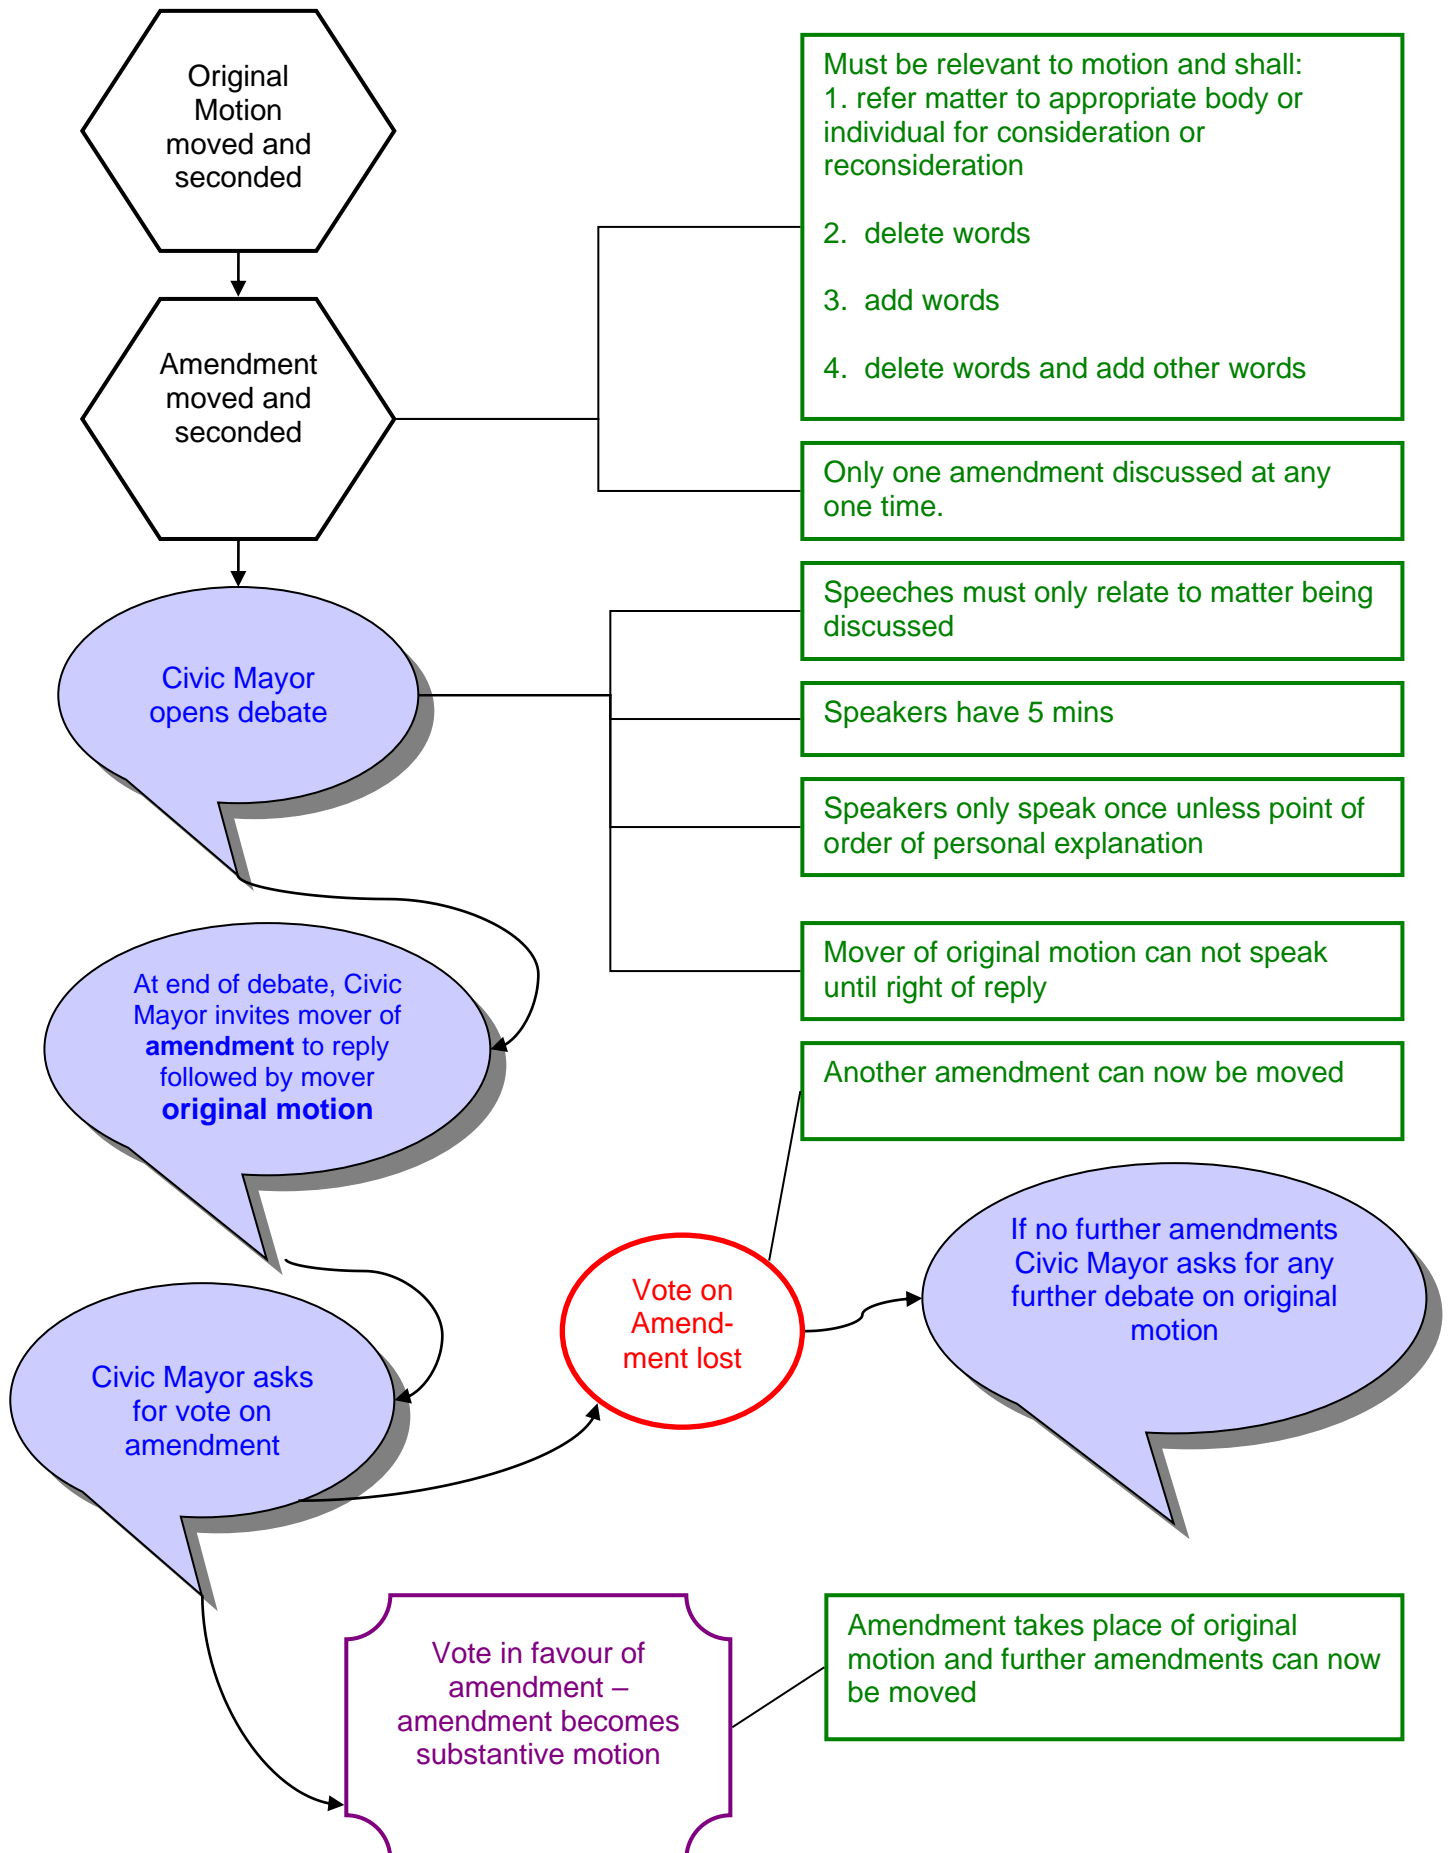 Original
Motion
moved and
seconded
Must be relevant to motion and shall:
1. refer matter to appropriate body or
individual for consideration or
reconsideration
2. delete words
3. add words
4. delete words and add other words
Amendment
moved and
seconded
Only one amendment discussed at any
one time.
Civic Mayor
opens debate
Speeches must only relate to matter being
discussed
Speakers have 5 mins
Speakers only speak once unless point of
order of personal explanation
Mover of original motion can not speak
until right of reply
At end of debate, Civic
Mayor invites mover of
amendment to reply
followed by mover
original motion
Another amendment can now be moved
Civic Mayor asks
for vote on
amendment
Vote on
Amend-
ment lost
If no further amendments
Civic Mayor asks for any
further debate on original
motion
Vote in favour of
amendment –
amendment becomes
substantive motion
Amendment takes place of original
motion and further amendments can now
be moved